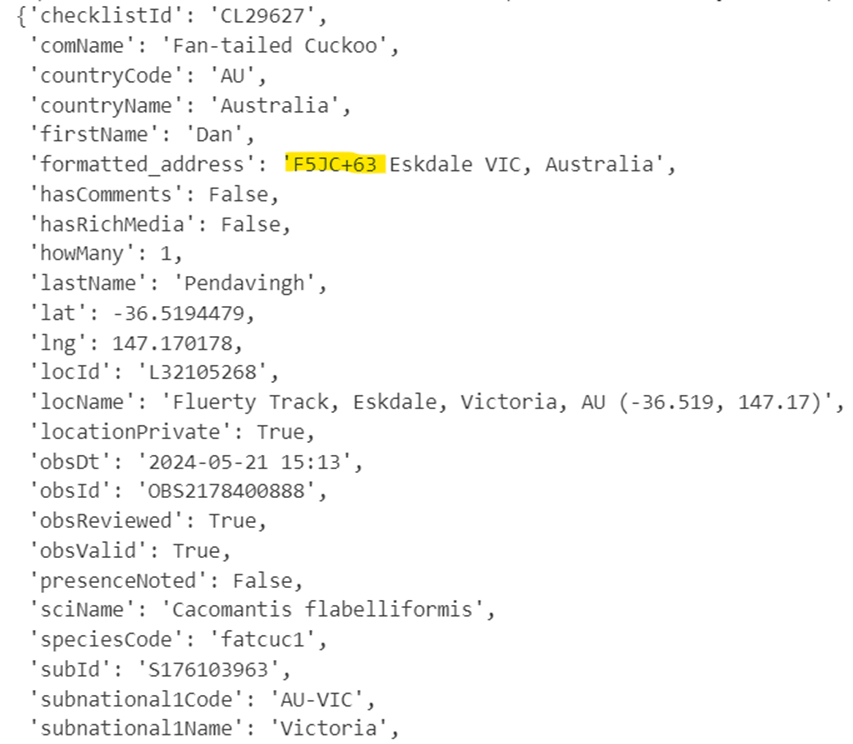 {'checklistId': 'CL29627',
'comName': 'Fan-tailed Cuckoo',
'countryCode': 'AU',
'countryName': 'Australia',
'firstName': 'Dan',
'formatted_address': 'F5JC+63 Eskdale VIC, Australia',
'hasComments': False,
'hasRichMedia': False,
'howMany': 1,
'lastName': 'Pendavingh',
'lat': -36.5194479,
'lng': 147.170178,
'locId': 'L32105268',
'locName': 'Fluerty Track, Eskdale, Victoria, AU (-36.519, 147.17)',
'locationPrivate': True,
'obsDt': '2024-05-21 15:13',
'obsId': 'OBS2178400888',
'obsReviewed': True,
'obsValid': True,
'presenceNoted': False,
'sciName': 'Cacomantis flabelliformis',
'speciesCode': 'fatcuc1',
'subId': 'S176103963',
'subnational1Code': 'AU-VIC',
'subnational1Name': 'Victoria',